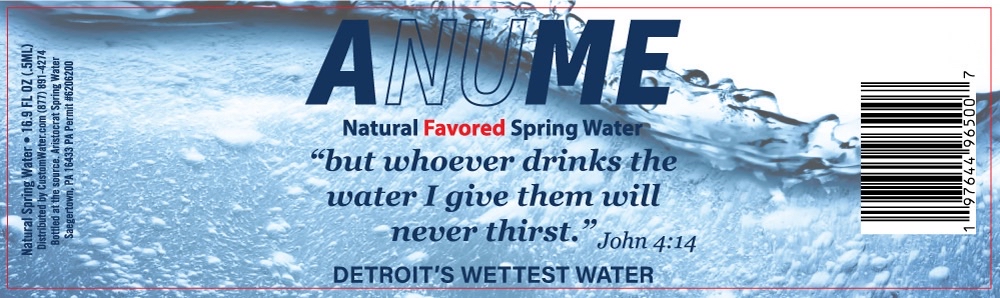 Natural Spring Water • 16.9 FL OZ (.5ML)
Distributed by CustomWater.com (877) 891-4274
Bottled at the source. Aristocrat Spring Water
Saegertown, PA 16433 PA Permit #6206200
ANUME
Natural Favored Spring Water
“but whoever drinks the
water I give them will
never thirst.” John 4:14
DETROIT’S WETTEST WATER
1 97644 96500 7